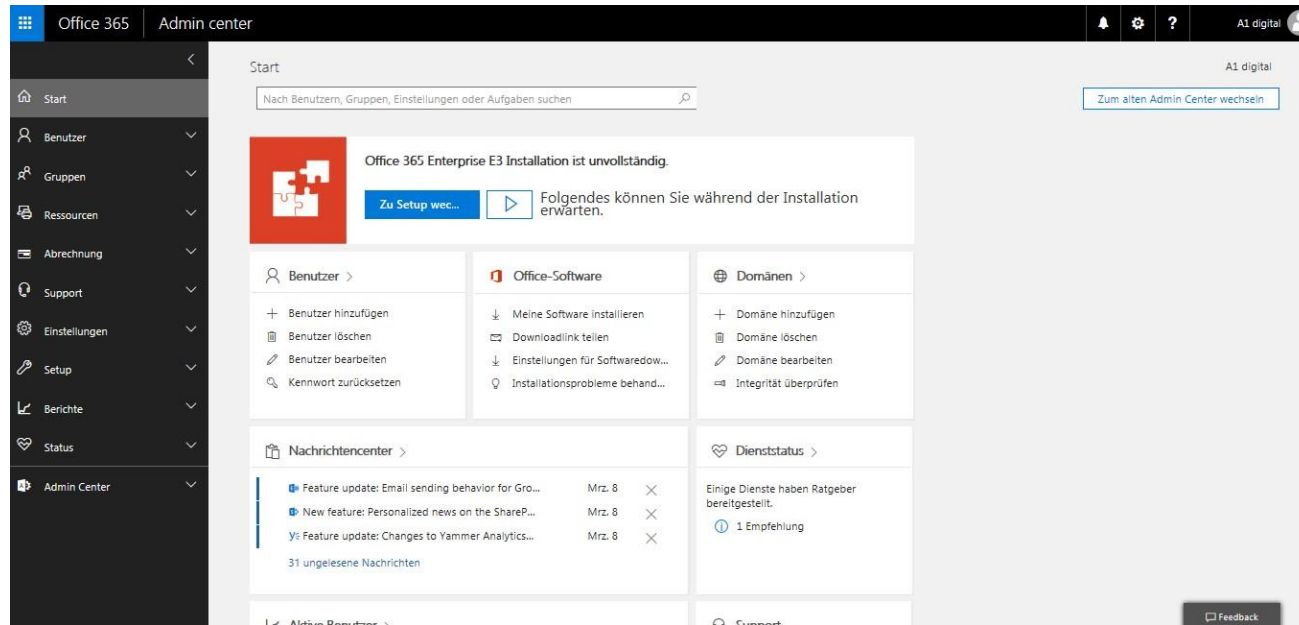 Office 365 Admin center ? A1 digital
Start A1 digital
Nach Benutzern, Gruppen, Einstellungen oder Aufgaben suchen
Zum alten Admin Center wechseln
Start
Benutzer
Gruppen
Ressourcen
Abrechnung
Support
Einstellungen
Setup
Berichte
Status
Admin Center
Office 365 Enterprise E3 Installation ist unvollständig.
Zu Setup wec...
Folgendes können Sie während der Installation
erwarten.
Benutzer >
Benutzer hinzufügen
Benutzer löschen
Benutzer bearbeiten
Kennwort zurücksetzen
Office-Software
Meine Software installieren
Downloadlink teilen
Einstellungen für Softwaredow...
Installationsprobleme behand...
Domänen >
Domäne hinzufügen
Domäne löschen
Domäne bearbeiten
Integrität überprüfen
Nachrichtencenter >
Feature update: Email sending behavior for Gro... Mrz. 8
New feature: Personalized news on the ShareP... Mrz. 8
Feature update: Changes to Yammer Analytics... Mrz. 8
31 ungelesene Nachrichten
Dienststatus >
Einige Dienste haben Ratgeber
bereitgestellt.
1 Empfehlung
Aktive Benutzer >
Support
Feedback